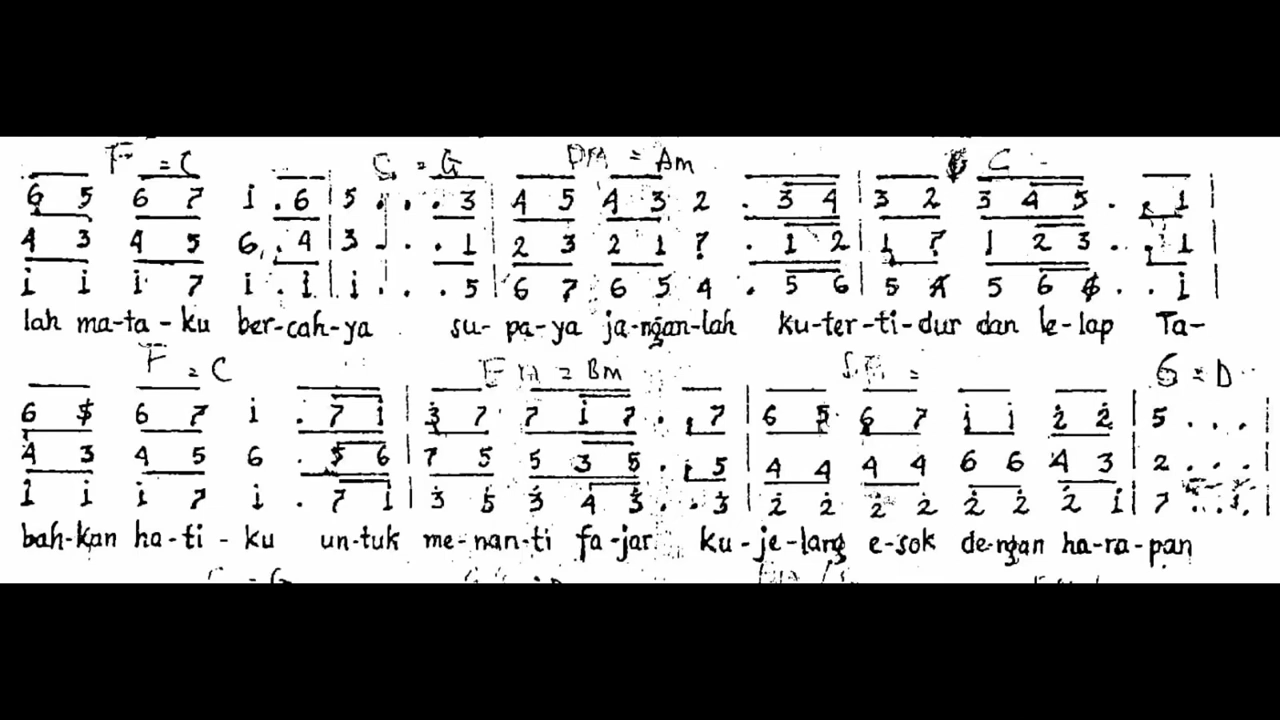 F = C C = G Dm = Am C
6 5 6 7 1 . 6 | 5 . . . 3 | 4 5 4 3 2 . 3 4 | 3 2 3 4 5 . . 1 |
4 3 4 5 6 . 4 | 3 . . . 1 | 2 3 2 1 7 . 1 2 | 1 7 1 2 3 . . 1 |
i i i 7 i . i | i . . . 5 | 6 7 6 5 4 . 5 6 | 5 4 5 6 5 . . i |
lah ma-ta-ku ber-cah-ya su-pa-ya ja-ngan-lah ku-ter-ti-dur dan le-lap Ta-
F = C Em = Bm G = D
6 5 6 7 i . 7 i | 3 7 7 i 7 . . 7 | 6 5 6 7 i i 2 2 | 5 . . . |
4 3 4 5 6 . 5 6 | 7 5 5 3 5 . . 5 | 4 4 4 4 6 6 4 3 | 2 . . . |
i i i 7 i . 7 i | 3 5 3 4 3 . . 3 | 2 2 2 2 2 2 2 i | 7 . . . |
bah-kan ha-ti-ku un-tuk me-nan-ti fa-jar ku-je-lang e-sok de-ngan ha-ra-pan